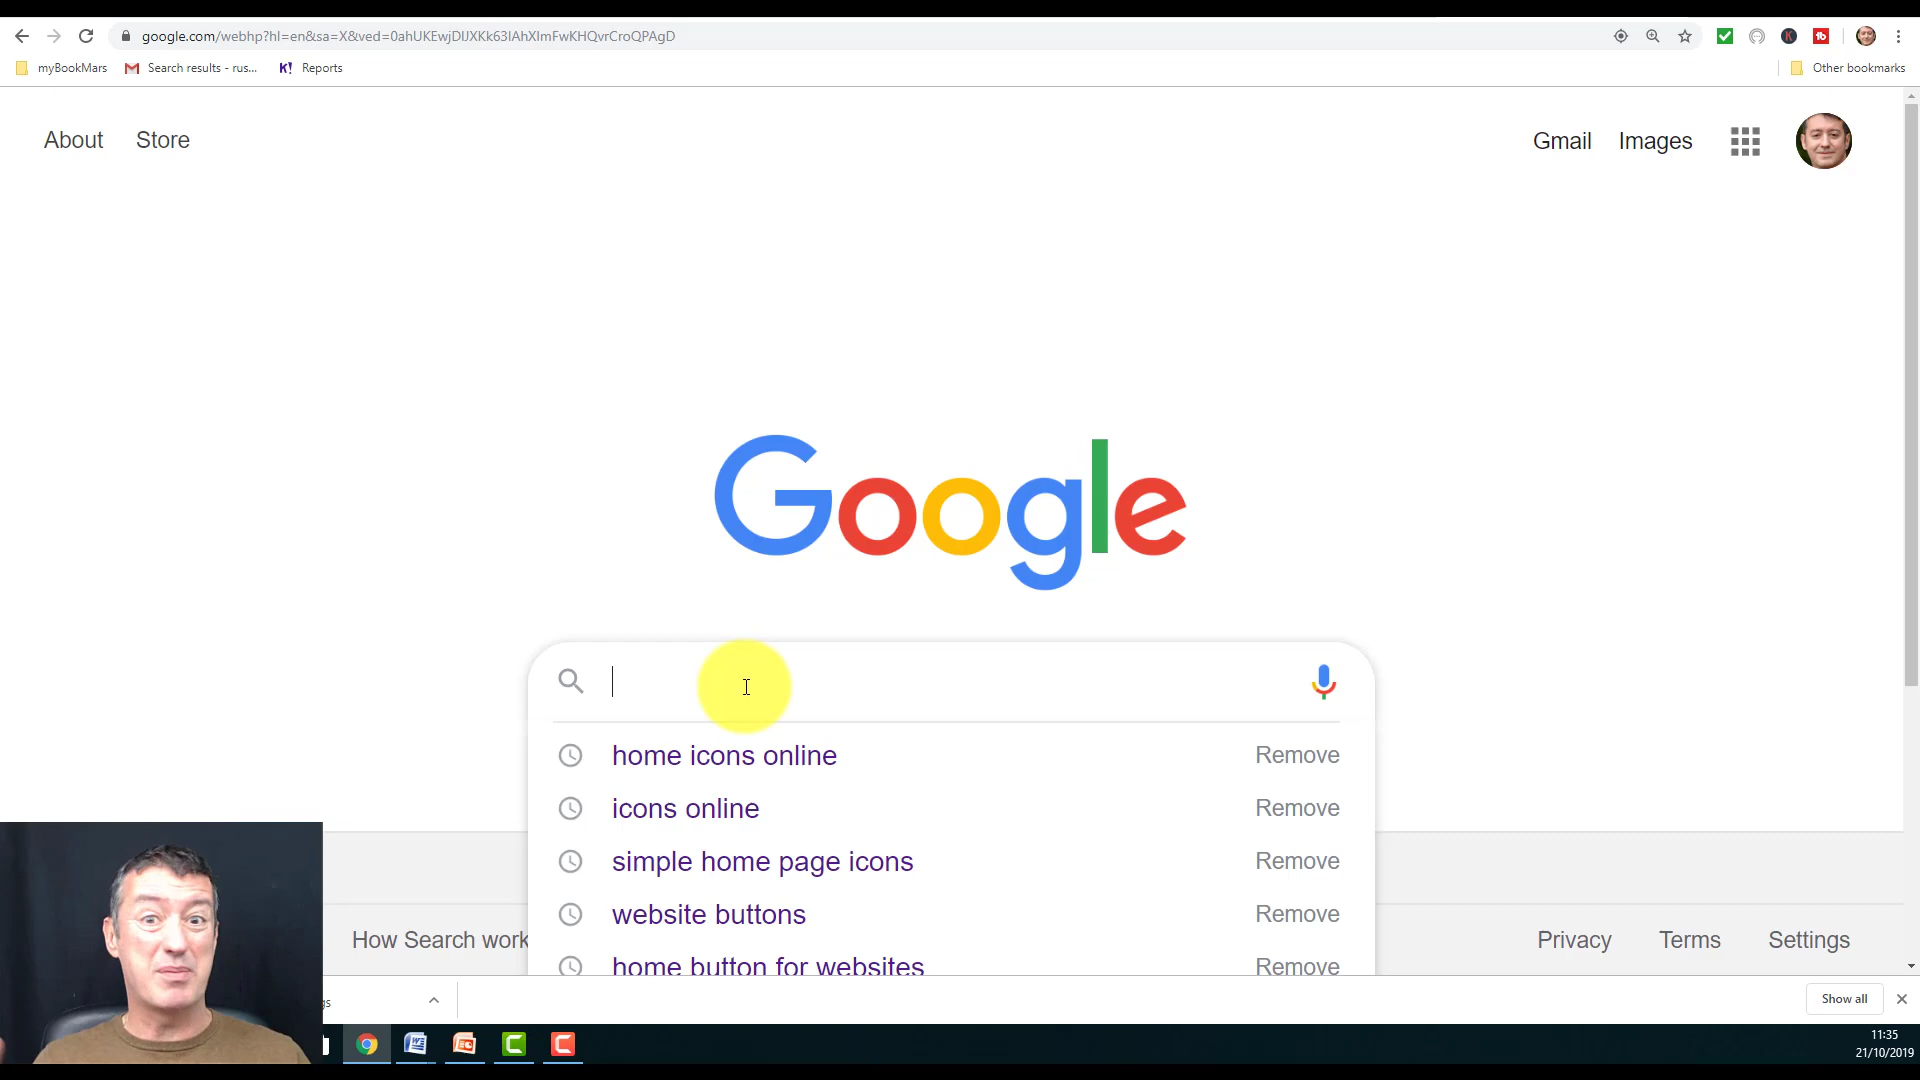 google.com/webhp?hl=en&sa=X&ved=0ahUKEwjDlJXKk63lAhXImFwKHQvrCroQPAgD
myBookMars
Search results - rus...
K! Reports
Other bookmarks
About
Store
Gmail
Images
Google
home icons online
Remove
icons online
Remove
simple home page icons
Remove
website buttons
Remove
home button for websites
Remove
How Search work
Privacy
Terms
Settings
gs
Show all
11:35
21/10/2019